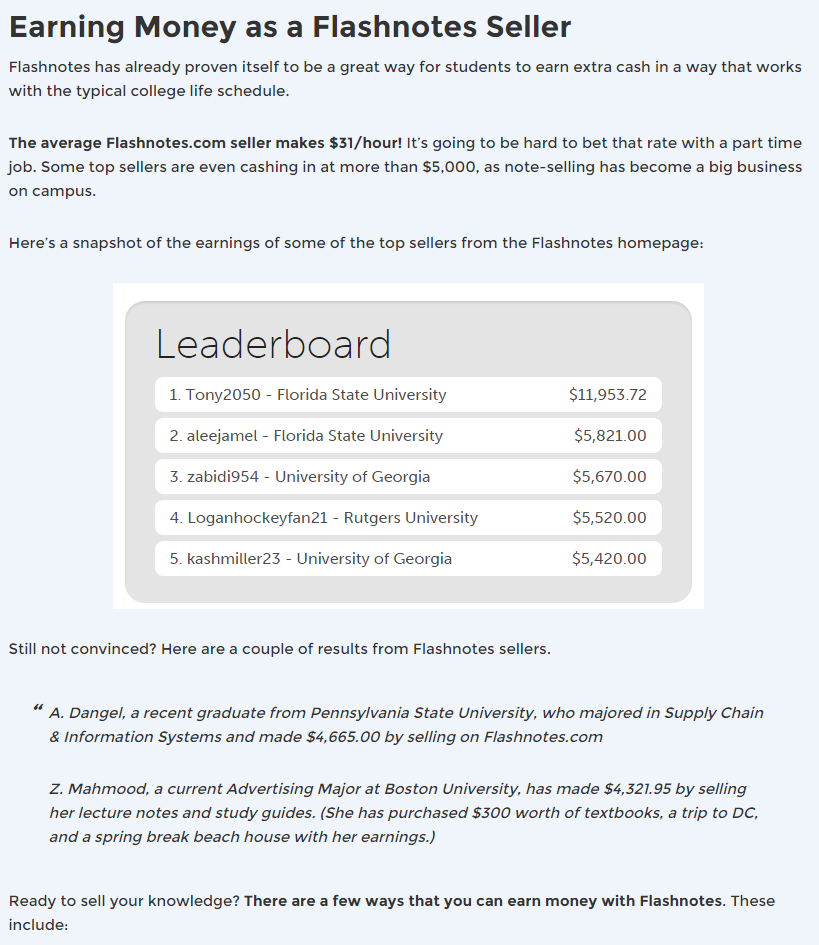 Earning Money as a Flashnotes Seller
Flashnotes has already proven itself to be a great way for students to earn extra cash in a way that works
with the typical college life schedule.
The average Flashnotes.com seller makes $31/hour! It's going to be hard to bet that rate with a part time
job. Some top sellers are even cashing in at more than $5,000, as note-selling has become a big business
on campus.
Here's a snapshot of the earnings of some of the top sellers from the Flashnotes homepage:
Leaderboard
1. Tony2050 - Florida State University $11,953.72
2. aleejamel - Florida State University $5,821.00
3. zabidi954 - University of Georgia $5,670.00
4. Loganhockeyfan21 - Rutgers University $5,520.00
5. kashmiller23 - University of Georgia $5,420.00
Still not convinced? Here are a couple of results from Flashnotes sellers.
“ A. Dangel, a recent graduate from Pennsylvania State University, who majored in Supply Chain
& Information Systems and made $4,665.00 by selling on Flashnotes.com
Z. Mahmood, a current Advertising Major at Boston University, has made $4,321.95 by selling
her lecture notes and study guides. (She has purchased $300 worth of textbooks, a trip to DC,
and a spring break beach house with her earnings.)
Ready to sell your knowledge? There are a few ways that you can earn money with Flashnotes. These
include: